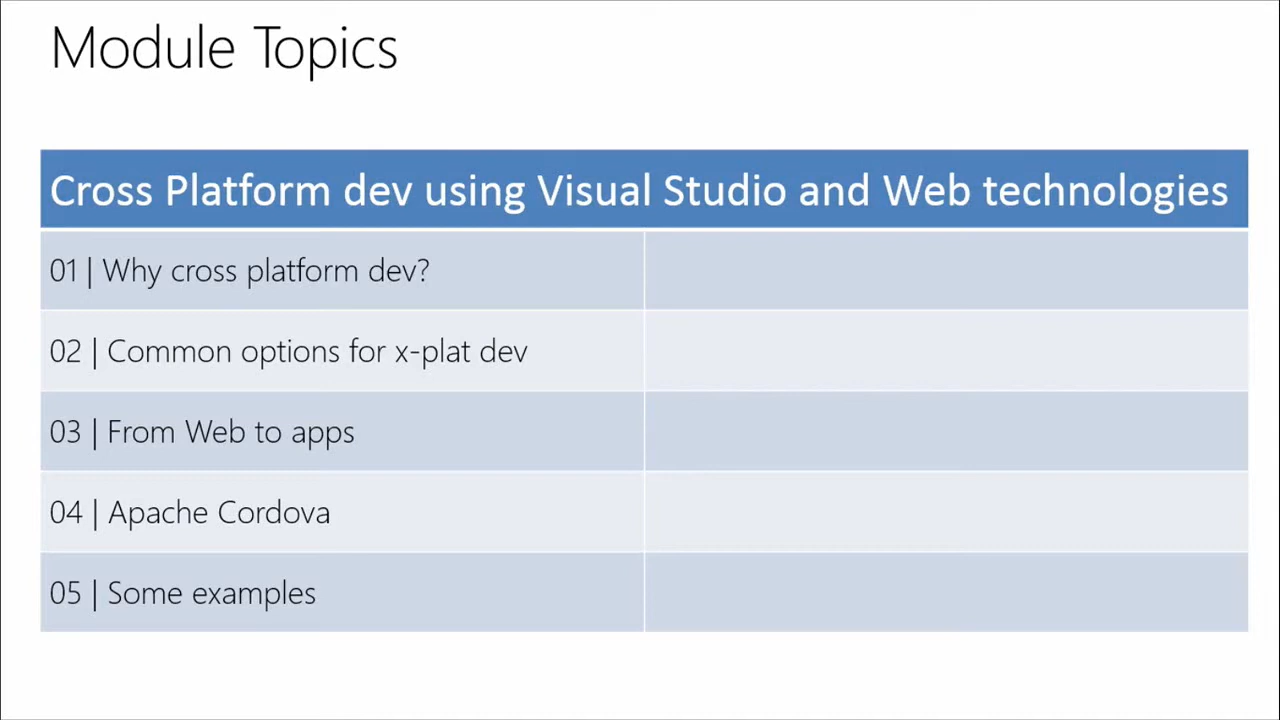 Module Topics
Cross Platform dev using Visual Studio and Web technologies
01 | Why cross platform dev?
02 | Common options for x-plat dev
03 | From Web to apps
04 | Apache Cordova
05 | Some examples